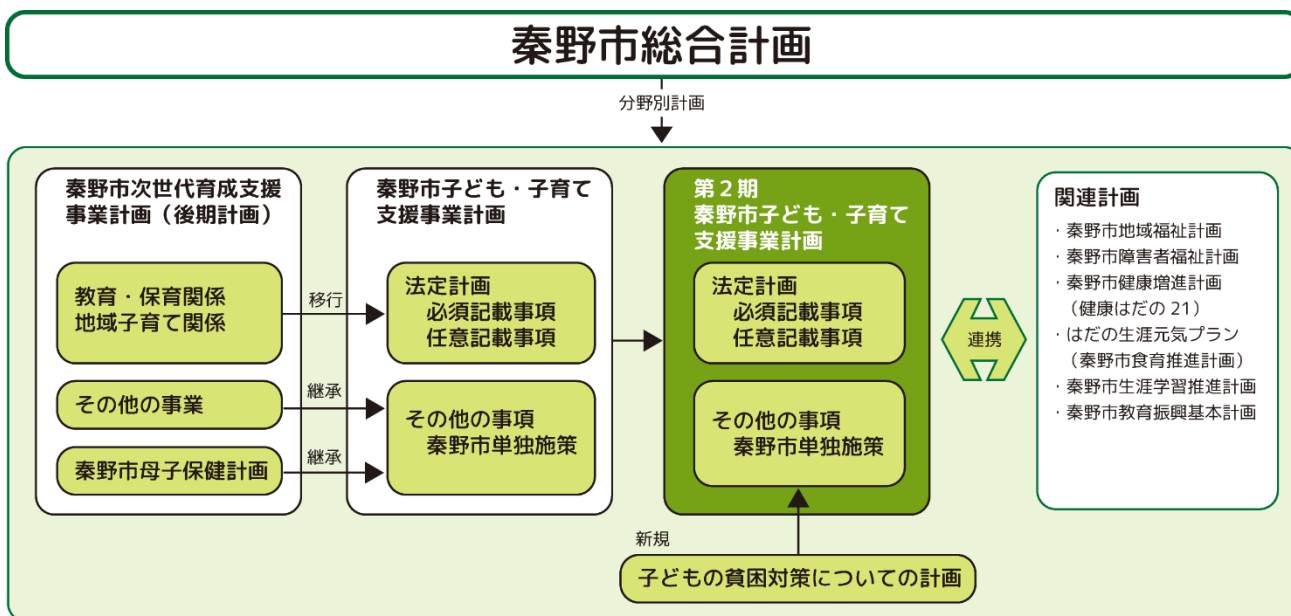 秦野市総合計画
分野別計画
秦野市次世代育成支援
事業計画（後期計画）
教育・保育関係
地域子育て関係
その他の事業
秦野市母子保健計画
移行
継承
継承
秦野市子ども・子育て
支援事業計画
法定計画
必須記載事項
任意記載事項
その他の事項
秦野市単独施策
第２期
秦野市子ども・子育て
支援事業計画
法定計画
必須記載事項
任意記載事項
その他の事項
秦野市単独施策
新規
子どもの貧困対策についての計画
連携
関連計画
・秦野市地域福祉計画
・秦野市障害者福祉計画
・秦野市健康増進計画
（健康はだの 21）
・はだの生涯元気プラン
（秦野市食育推進計画）
・秦野市生涯学習推進計画
・秦野市教育振興基本計画